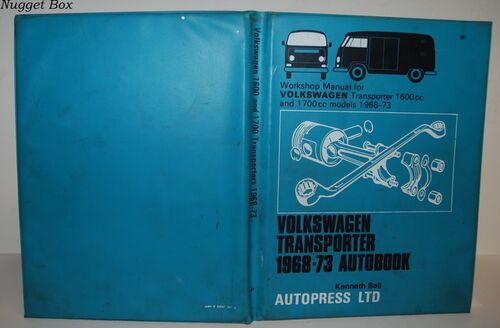 Nugget Box
Volkswagen 1600 and 1700 Transporters 1968-73
Workshop Manual for
VOLKSWAGEN Transporter 1600cc
and 1700cc models 1968-73
VOLKSWAGEN
TRANSPORTER
1968-73 AUTOBOOK
Kenneth Ball
AUTOPRESS LTD